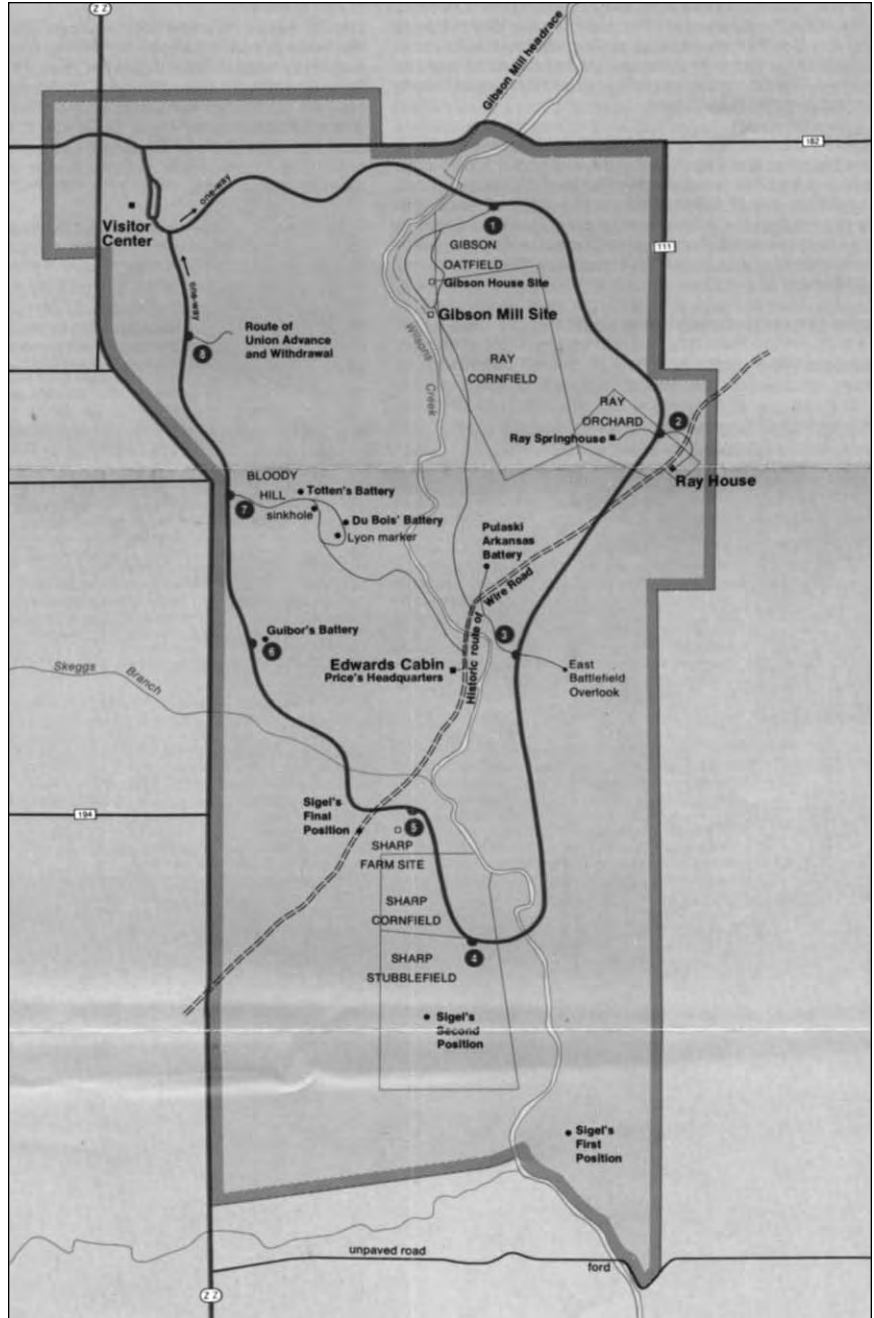 ZZ
Gibson Mill headrace
182
one-way
Visitor
Center
1
GIBSON
OATFIELD
111
Gibson House Site
one-way
Gibson Mill Site
Route of
Union Advance
and Withdrawal
8
Wilsons
Creek
RAY
CORNFIELD
RAY
ORCHARD
2
Ray Springhouse
Ray House
BLOODY
HILL
Totten's Battery
7
sinkhole
Du Bois' Battery
Lyon marker
Pulaski
Arkansas
Battery
Historic route of Wire Road
3
Guibor's Battery
6
Edwards Cabin
Price's Headquarters
East
Battlefield
Overlook
Skeggs
Branch
194
Sigel's
Final
Position
5
SHARP
FARM SITE
SHARP
CORNFIELD
4
SHARP
STUBBLEFIELD
Sigel's
Second
Position
Sigel's
First
Position
unpaved road
ford
ZZ